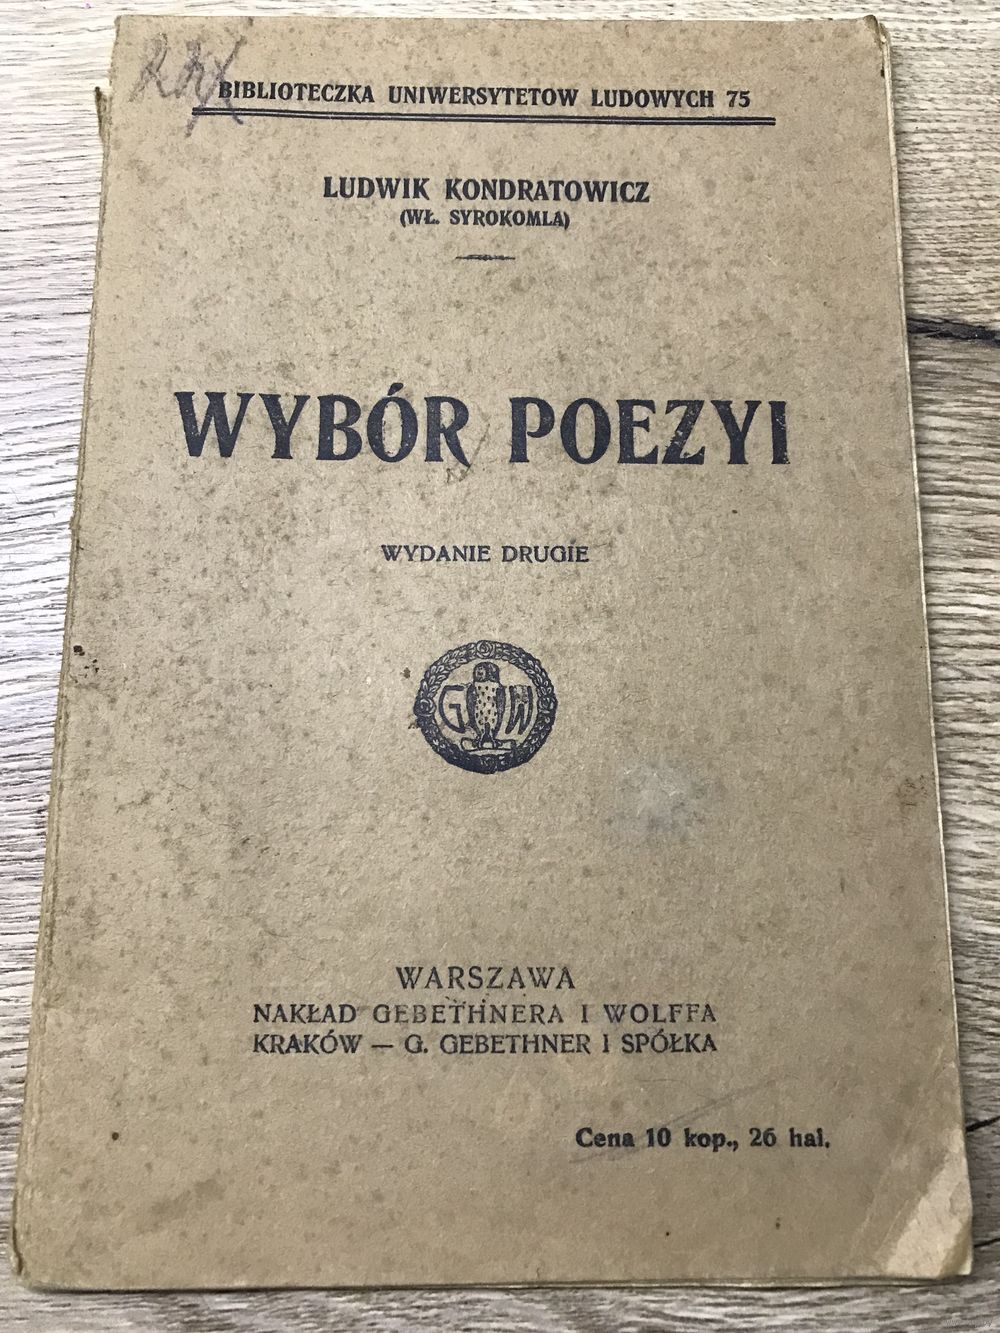 BIBLIOTECZKA UNIWERSYTETOW LUDOWYCH 75
LUDWIK KONDRATOWICZ
(WŁ. SYROKOMLA)
WYBÓR POEZYI
WYDANIE DRUGIE
G W
WARSZAWA
NAKŁAD GEBETHNERA I WOLFFA
KRAKÓW — G. GEBETHNER I SPÓŁKA
Cena 10 kop., 26 hal.